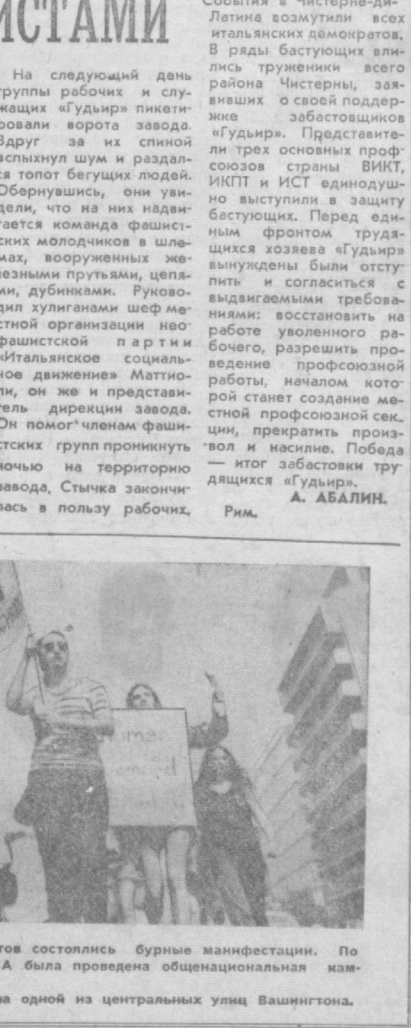 ИСТАМИ
На следующий день
группы рабочих и слу-
жащих «Гудьир» пикети-
ровали ворота завода.
Вдруг за их спиной
вспыхнул шум и раздал-
ся топот бегущих людей.
Обернувшись, они уви-
дели, что на них надви-
гается команда фашист-
ских молодчиков в шле-
мах, вооруженных же-
лезными прутьями, цепя-
ми, дубинками. Руково-
дил хулиганами шеф ме-
стной организации нео-
фашистской партии
«Итальянское социаль-
ное движение» Маттио-
ли, он же и представи-
тель дирекции завода.
Он помог членам фаши-
стских групп проникнуть
ночью на территорию
завода. Стычка закончи-
лась в пользу рабочих.
События в Чистерне-ди-
Латина возмутили всех
итальянских демократов.
В ряды бастующих вли-
лись труженики всего
района Чистерны, зая-
вивших о своей поддер-
жке забастовщиков
«Гудьир». Представите-
ли трех основных проф-
союзов страны ВИКТ,
ИКПТ и ИСТ единодуш-
но выступили в защиту
бастующих. Перед еди-
ным фронтом трудя-
щихся хозяева «Гудьир»
вынуждены были отсту-
пить и согласиться с
выдвигаемыми требова-
ниями: восстановить на
работе уволенного ра-
бочего, разрешить про-
ведение профсоюзной
работы, началом кото-
рой станет создание ме-
стной профсоюзной сек-
ции, прекратить произ-
вол и насилие. Победа
— итог забастовки тру-
дящихся «Гудьир».
А. АБАЛИН.
Рим.
тов состоялись бурные манифестации. По
А была проведена общенациональная кам-
на одной из центральных улиц Вашингтона.